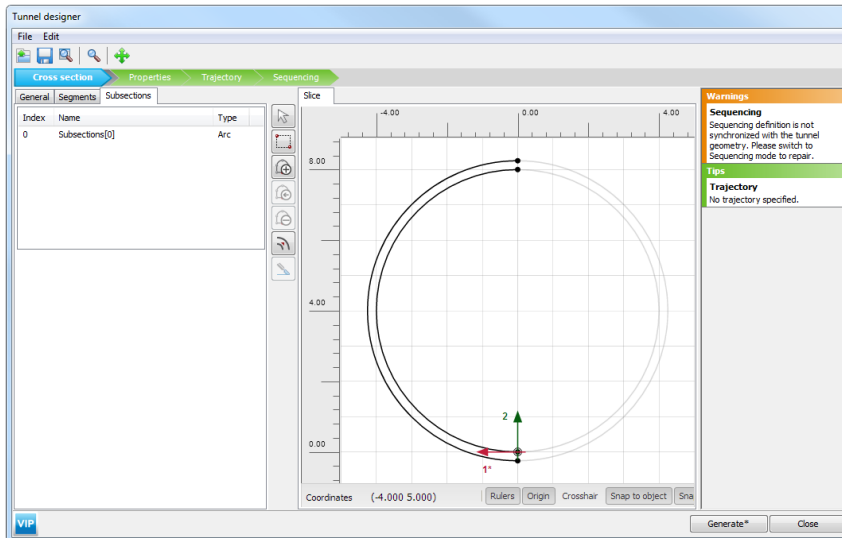 Tunnel designer
File Edit
Cross section Properties Trajectory Sequencing
General Segments Subsections
Index Name Type
0 Subsections[0] Arc
Slice
-4.00 0.00 4.00
8.00
4.00
0.00
2
1*
Coordinates (-4.000 5.000) Rulers Origin Crosshair Snap to object Sna
Warnings
Sequencing
Sequencing definition is not
synchronized with the tunnel
geometry. Please switch to
Sequencing mode to repair.
Tips
Trajectory
No trajectory specified.
VIP
Generate* Close